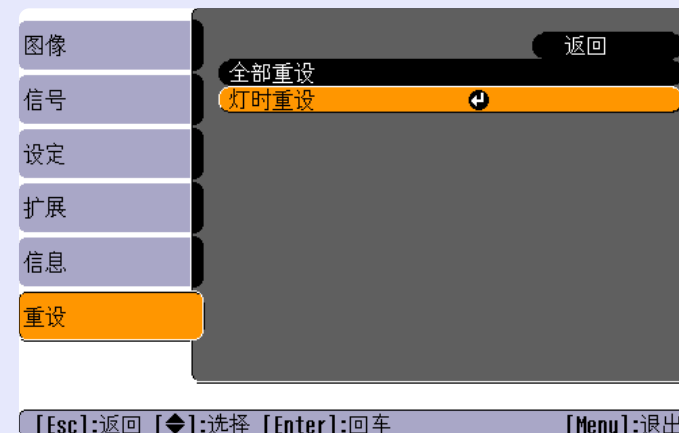 图像
信号
设定
扩展
信息
重设
返回
全部重设
灯时重设
[Esc]:返回 [◆]:选择 [Enter]:回车 [Menu]:退出